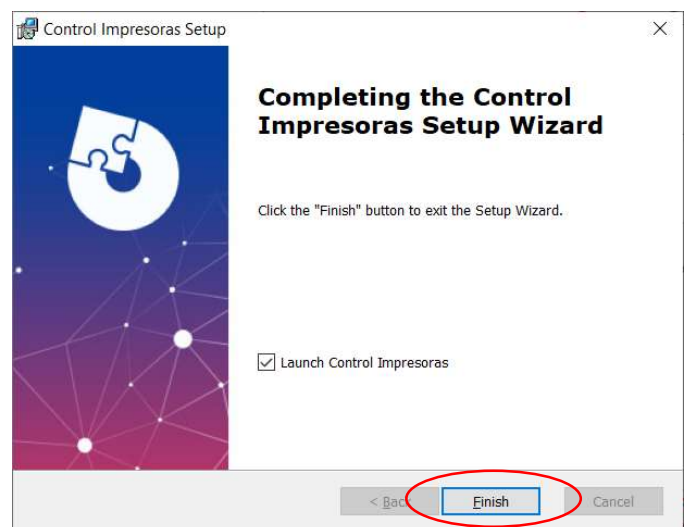 Control Impresoras Setup
Completing the Control
Impresoras Setup Wizard
Click the "Finish" button to exit the Setup Wizard.
Launch Control Impresoras
< Back Finish Cancel